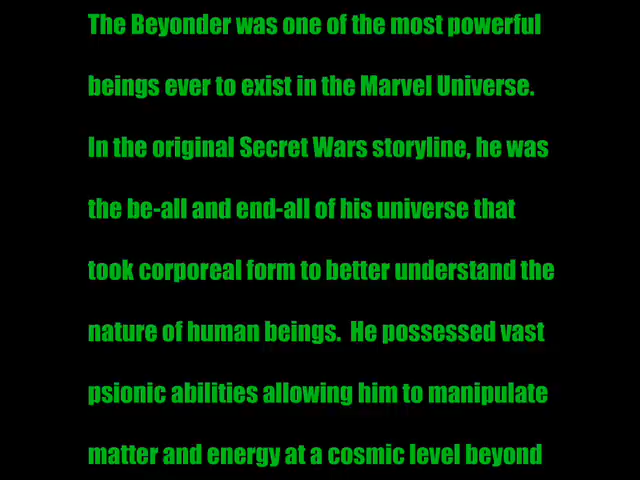 The Beyonder was one of the most powerful
beings ever to exist in the Marvel Universe.
In the original Secret Wars storyline, he was
the be-all and end-all of his universe that
took corporeal form to better understand the
nature of human beings.  He possessed vast
psionic abilities allowing him to manipulate
matter and energy at a cosmic level beyond